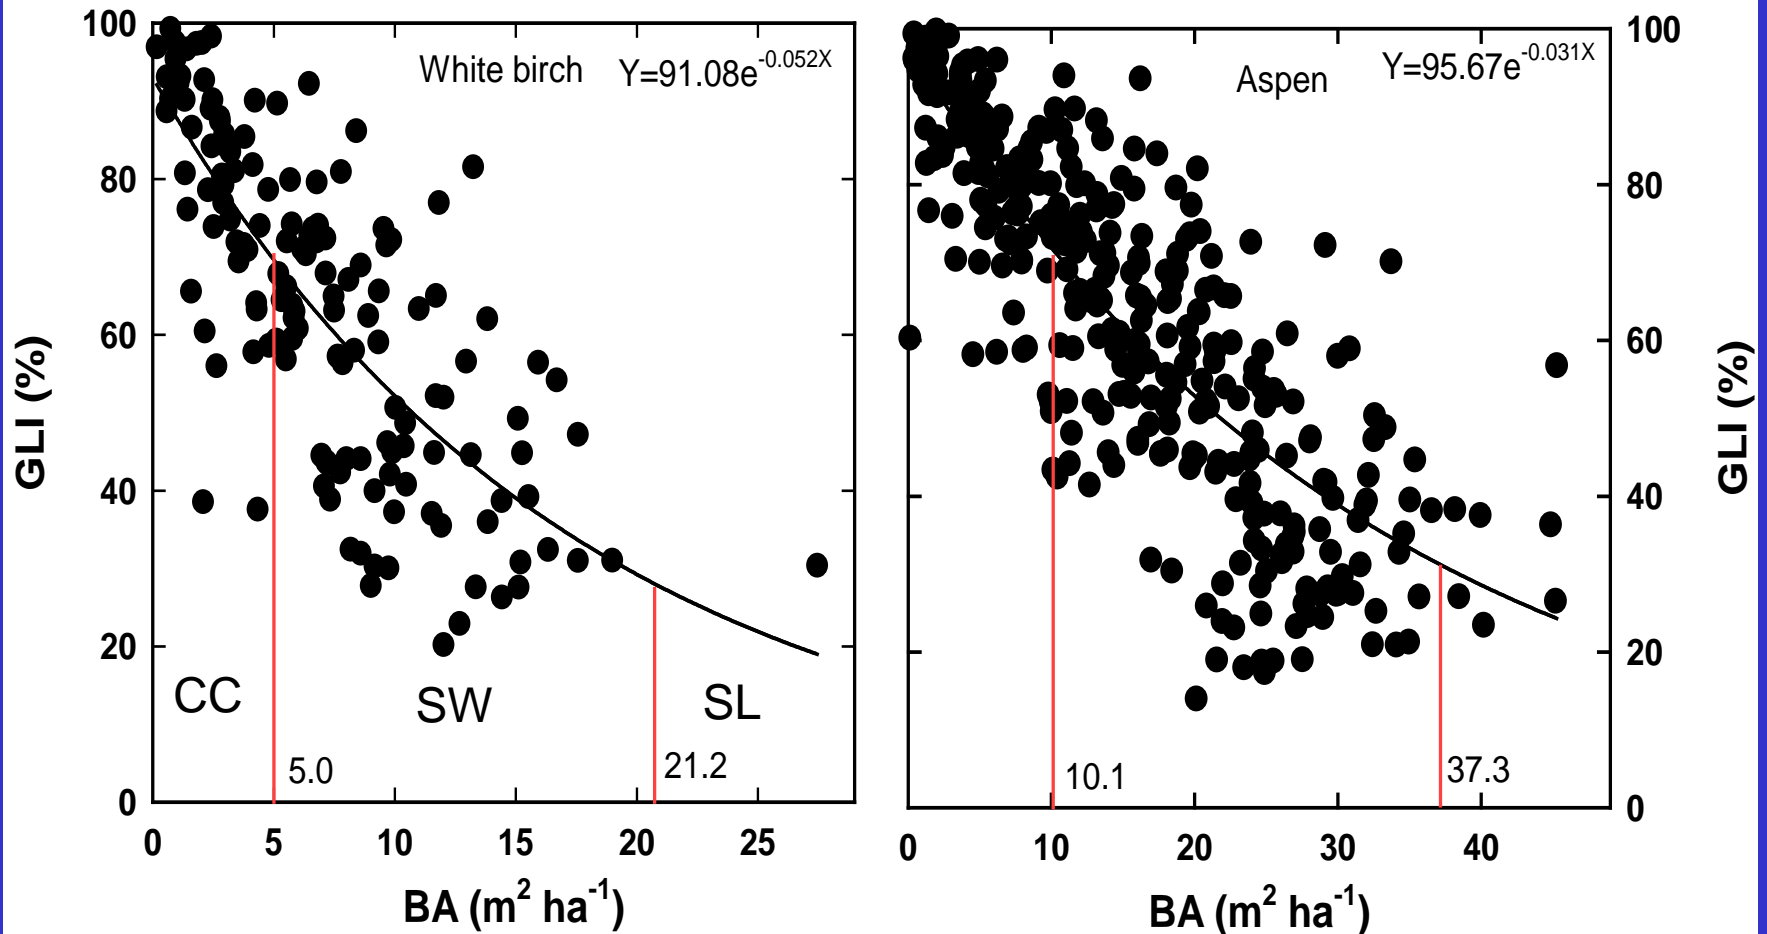 White birch Y=91.08e^-0.052X
GLI (%)
100
80
60
40
20
0
CC SW SL
5.0 21.2
0 5 10 15 20 25
BA (m² ha⁻¹)
Aspen Y=95.67e^-0.031X
100
80
60
40
20
0
GLI (%)
10.1 37.3
0 10 20 30 40
BA (m² ha⁻¹)